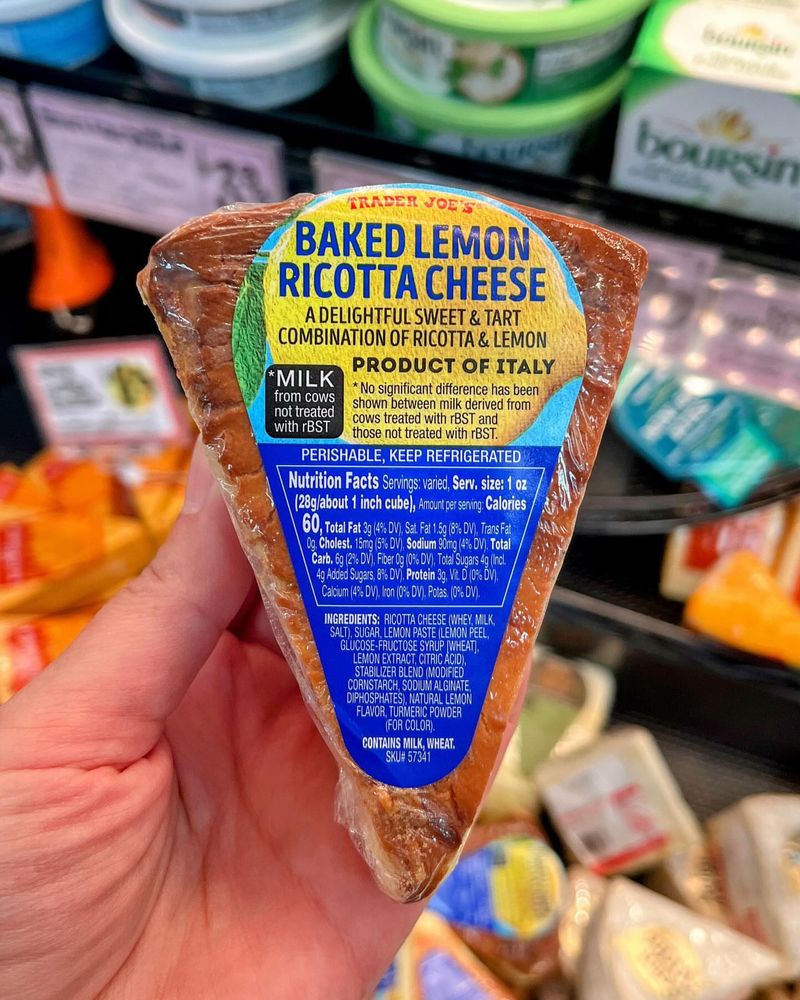 TRADER JOE'S
BAKED LEMON
RICOTTA CHEESE
A DELIGHTFUL SWEET & TART
COMBINATION OF RICOTTA & LEMON
PRODUCT OF ITALY
*MILK
from cows
not treated
with rBST
*No significant difference has been
shown between milk derived from
cows treated with rBST and
those not treated with rBST.
PERISHABLE, KEEP REFRIGERATED
Nutrition Facts Servings: varied, Serv. size: 1 oz
(28g/about 1 inch cube), Amount per serving: Calories
60, Total Fat 3g (4% DV), Sat. Fat 1.5g (8% DV), Trans Fat
0g, Cholest. 15mg (5% DV), Sodium 90mg (4% DV), Total
Carb. 6g (2% DV), Fiber 0g (0% DV), Total Sugars 4g (Incl.
4g Added Sugars, 8% DV), Protein 3g, Vit. D (0% DV),
Calcium (4% DV), Iron (0% DV), Potas. (0% DV).
INGREDIENTS: RICOTTA CHEESE (WHEY, MILK,
SALT), SUGAR, LEMON PASTE (LEMON PEEL,
GLUCOSE-FRUCTOSE SYRUP [WHEAT],
LEMON EXTRACT, CITRIC ACID),
STABILIZER BLEND (MODIFIED
CORNSTARCH, SODIUM ALGINATE,
DIPHOSPHATES), NATURAL LEMON
FLAVOR, TURMERIC POWDER
(FOR COLOR).
CONTAINS MILK, WHEAT.
SKU# 57341
boursin